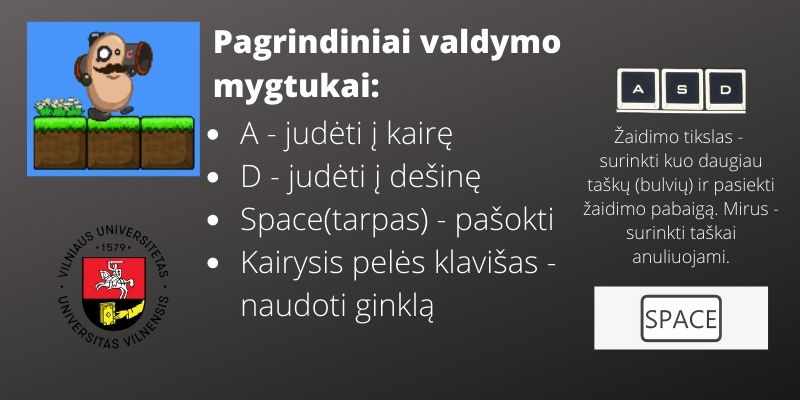 Pagrindiniai valdymo
mygtukai:
A - judėti į kairę
D - judėti į dešinę
Space(tarpas) - pašokti
Kairysis pelės klavišas -
naudoti ginklą
A S D
Žaidimo tikslas -
surinkti kuo daugiau
taškų (bulvių) ir pasiekti
žaidimo pabaigą. Mirus -
surinkti taškai
anuliuojami.
SPACE
VILNIAUS UNIVERSITETAS
·1579·
UNIVERSITAS VILNENSIS